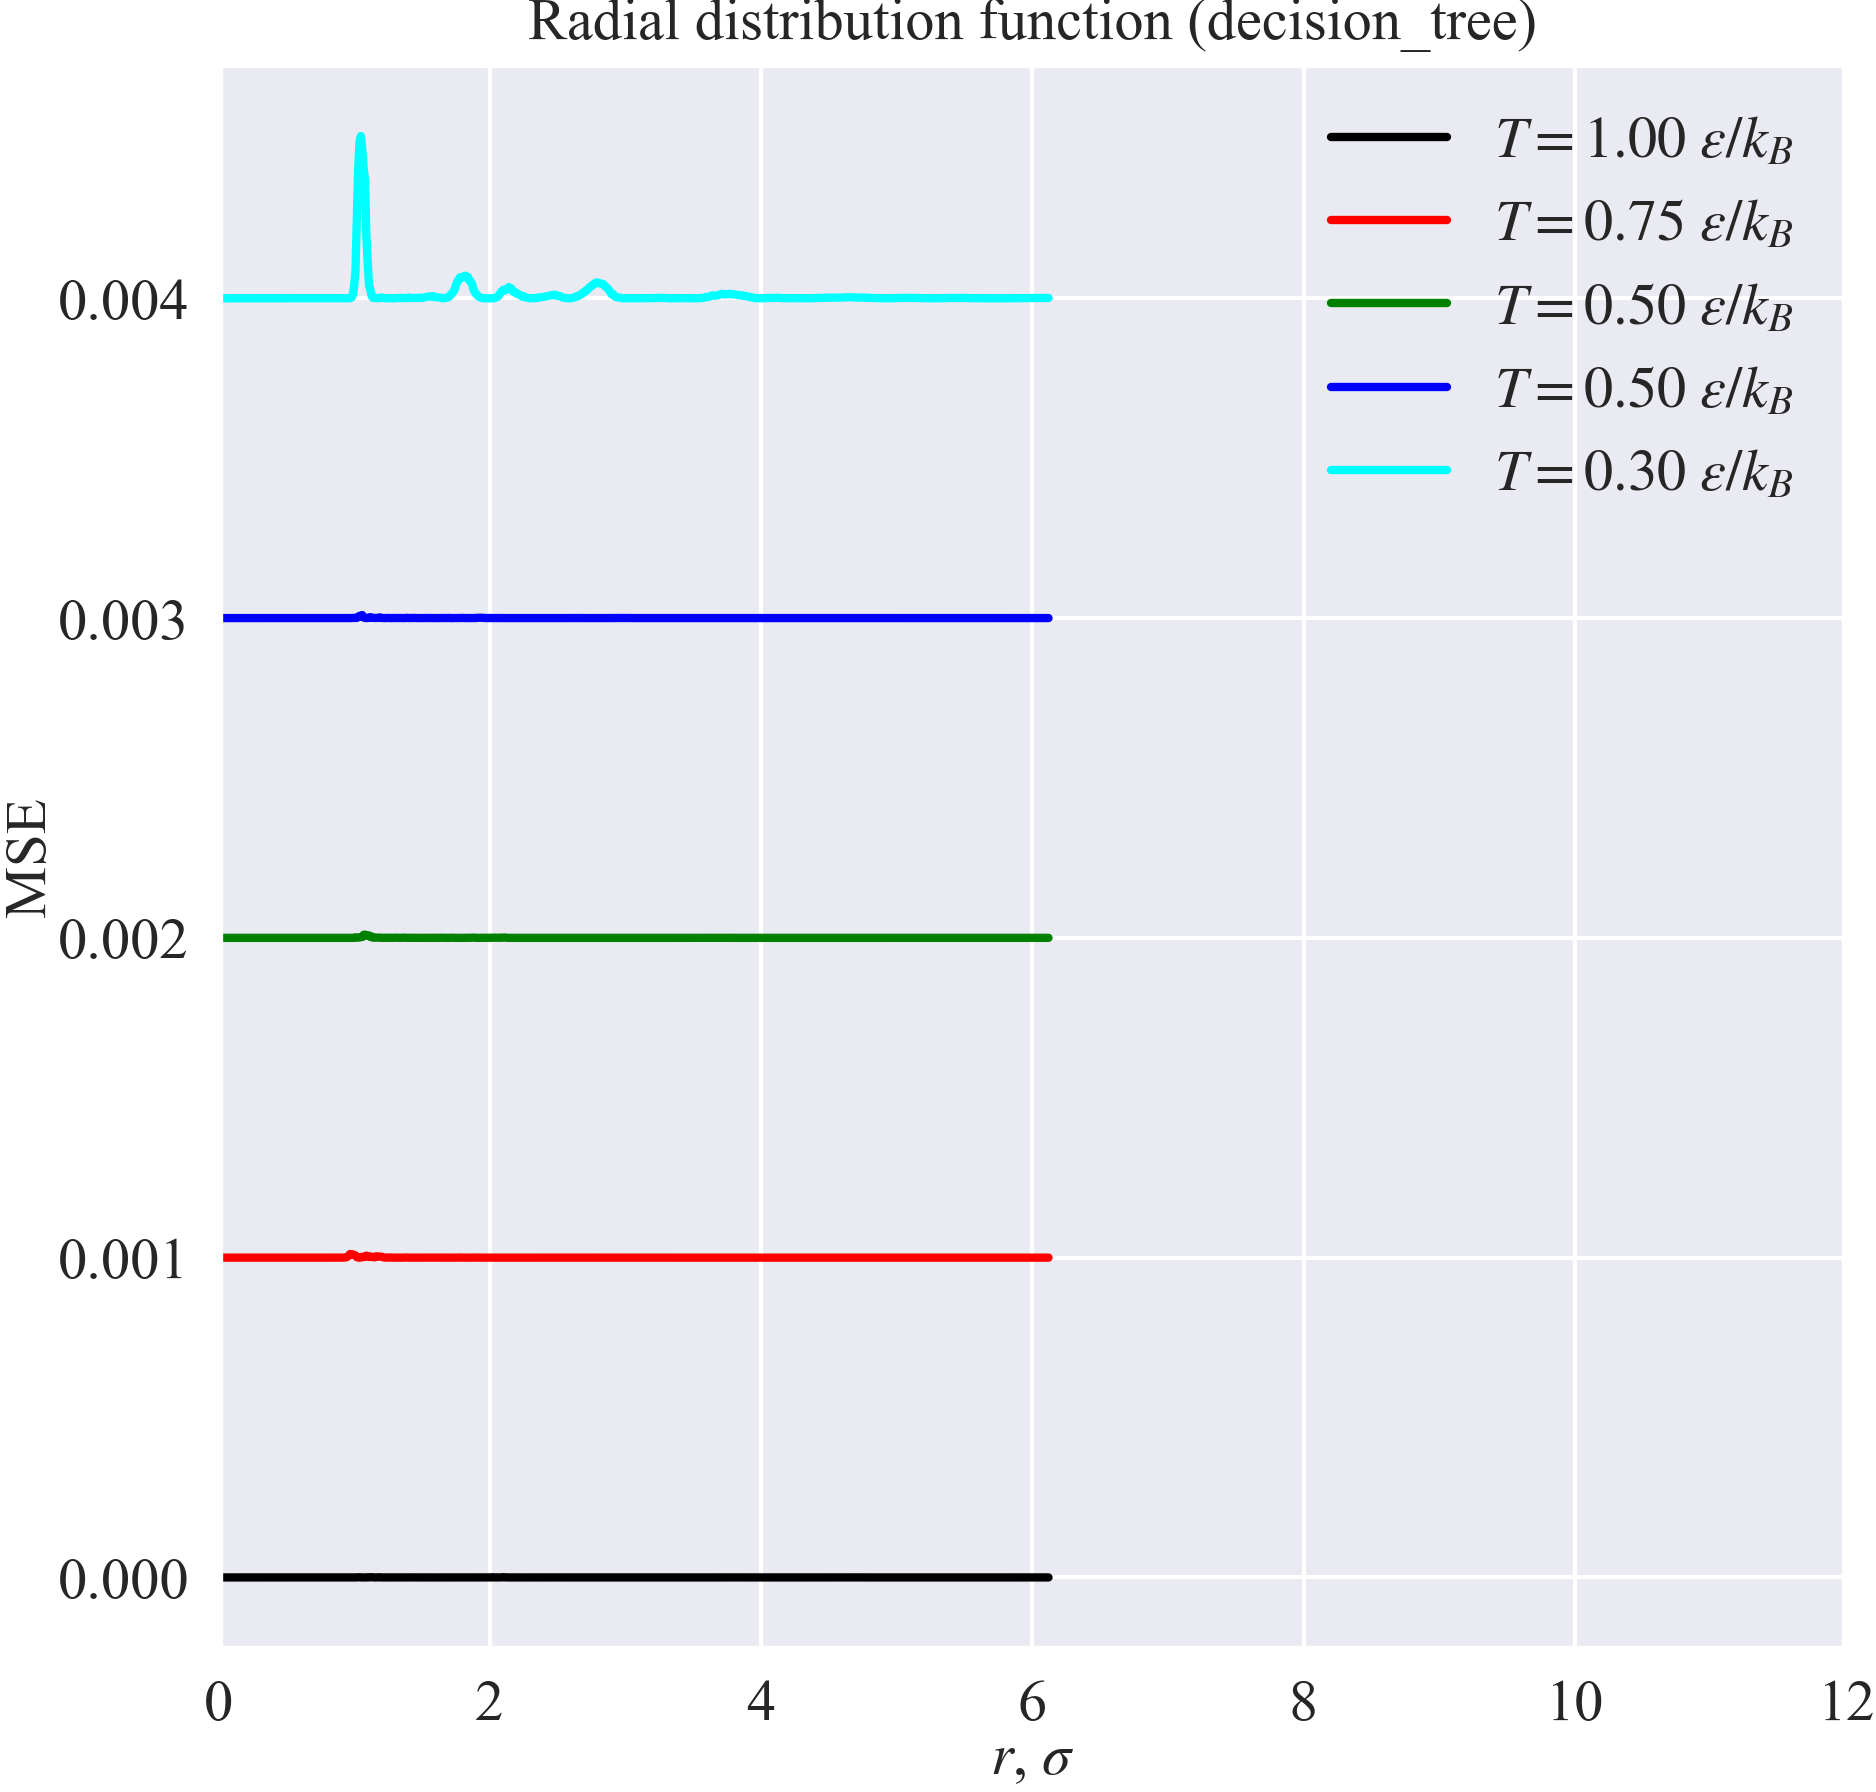 Radial distribution function (decision_tree)
T = 1.00 ε/k_B
T = 0.75 ε/k_B
T = 0.50 ε/k_B
T = 0.50 ε/k_B
T = 0.30 ε/k_B
0.004
0.003
0.002
0.001
0.000
MSE
0 2 4 6 8 10 12
r, σ